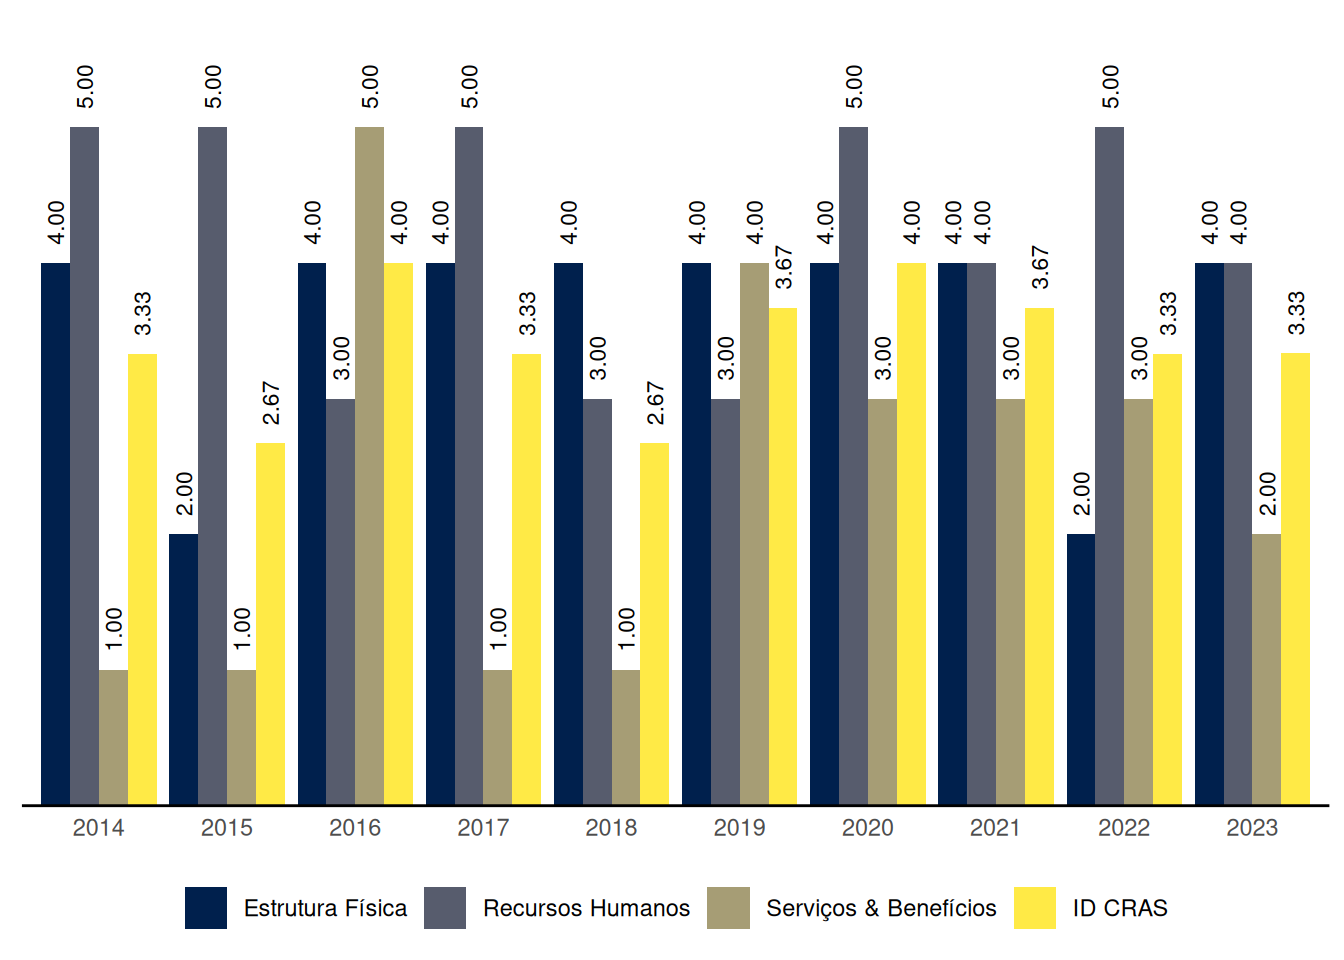 4.00 5.00 1.00 3.33
2.00 5.00 1.00 2.67
4.00 3.00 5.00 4.00
4.00 5.00 1.00 3.33
4.00 3.00 1.00 2.67
4.00 3.00 4.00 3.67
4.00 5.00 3.00 4.00
4.00 4.00 3.00 3.67
2.00 5.00 3.00 3.33
4.00 4.00 2.00 3.33
2014 2015 2016 2017 2018 2019 2020 2021 2022 2023
Estrutura Física Recursos Humanos Serviços & Benefícios ID CRAS